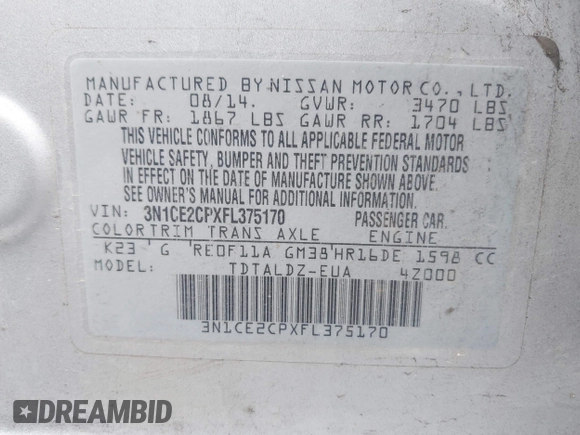 MANUFACTURED BY NISSAN MOTOR CO., LTD.
DATE: 08/14. GVWR: 3470 LBS
GAWR FR: 1867 LBS GAWR RR: 1704 LBS
THIS VEHICLE CONFORMS TO ALL APPLICABLE FEDERAL MOTOR
VEHICLE SAFETY, BUMPER AND THEFT PREVENTION STANDARDS
IN EFFECT ON THE DATE OF MANUFACTURE SHOWN ABOVE.
SEE OWNER'S MANUAL FOR ADDITIONAL INFORMATION.
VIN: 3N1CE2CPXFL375170 PASSENGER CAR.
COLOR TRIM TRANS AXLE ENGINE
K23 G RE0F11A GM38 HR16DE 1598 CC
MODEL: TDTALDZ-EUA 4Z000
3N1CE2CPXFL375170
DREAMBID